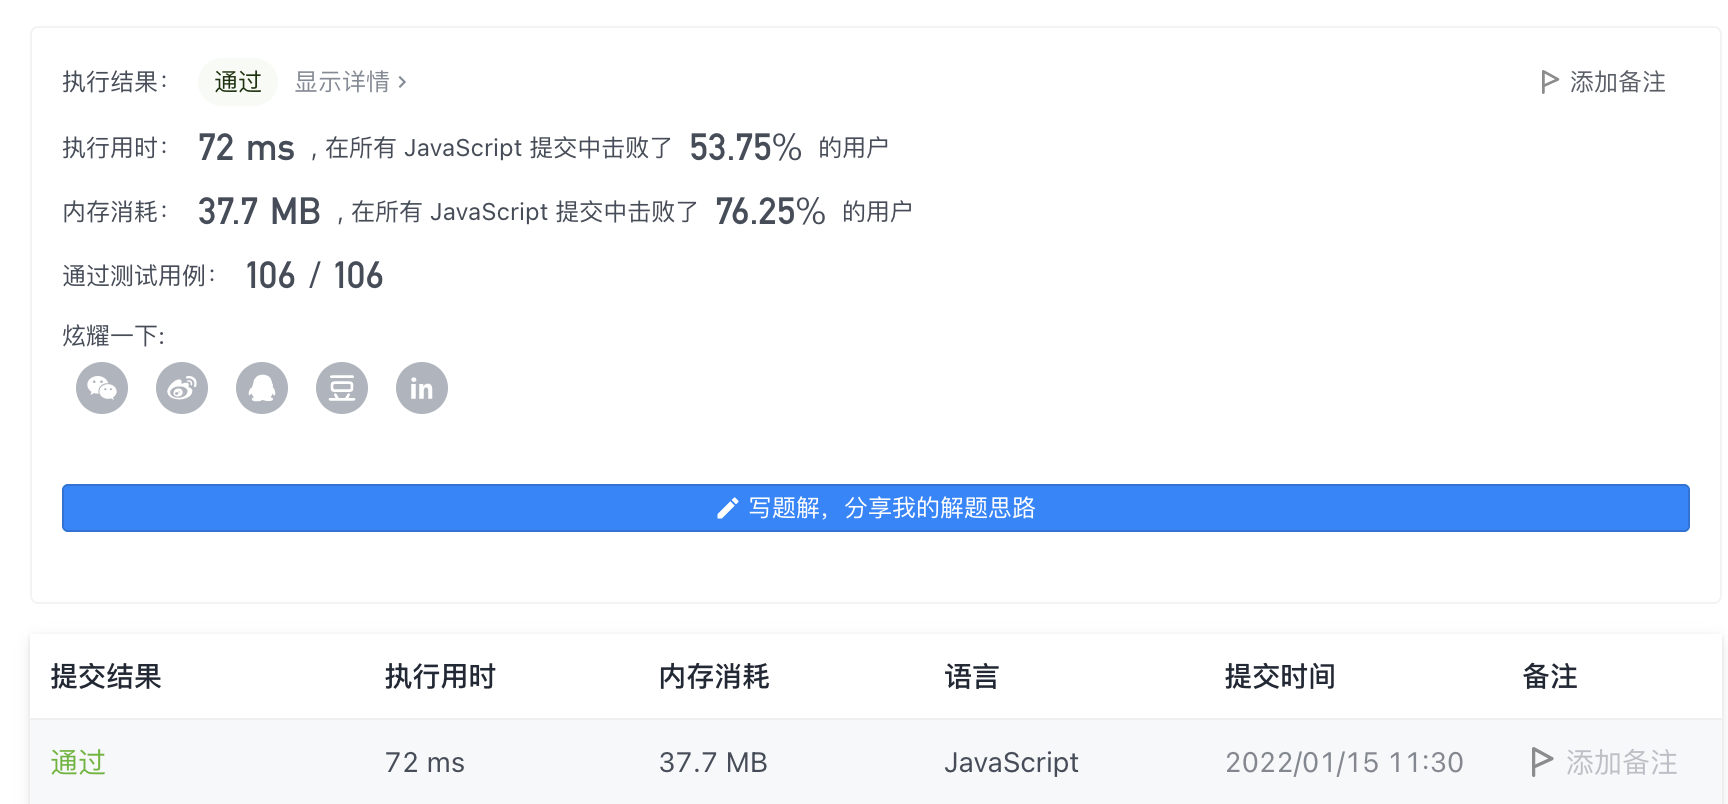 执行结果： 通过 显示详情 > 添加备注
执行用时： 72 ms ，在所有 JavaScript 提交中击败了 53.75% 的用户
内存消耗： 37.7 MB ，在所有 JavaScript 提交中击败了 76.25% 的用户
通过测试用例： 106 / 106
炫耀一下:
豆 in
写题解，分享我的解题思路
提交结果 执行用时 内存消耗 语言 提交时间 备注
通过 72 ms 37.7 MB JavaScript 2022/01/15 11:30 添加备注